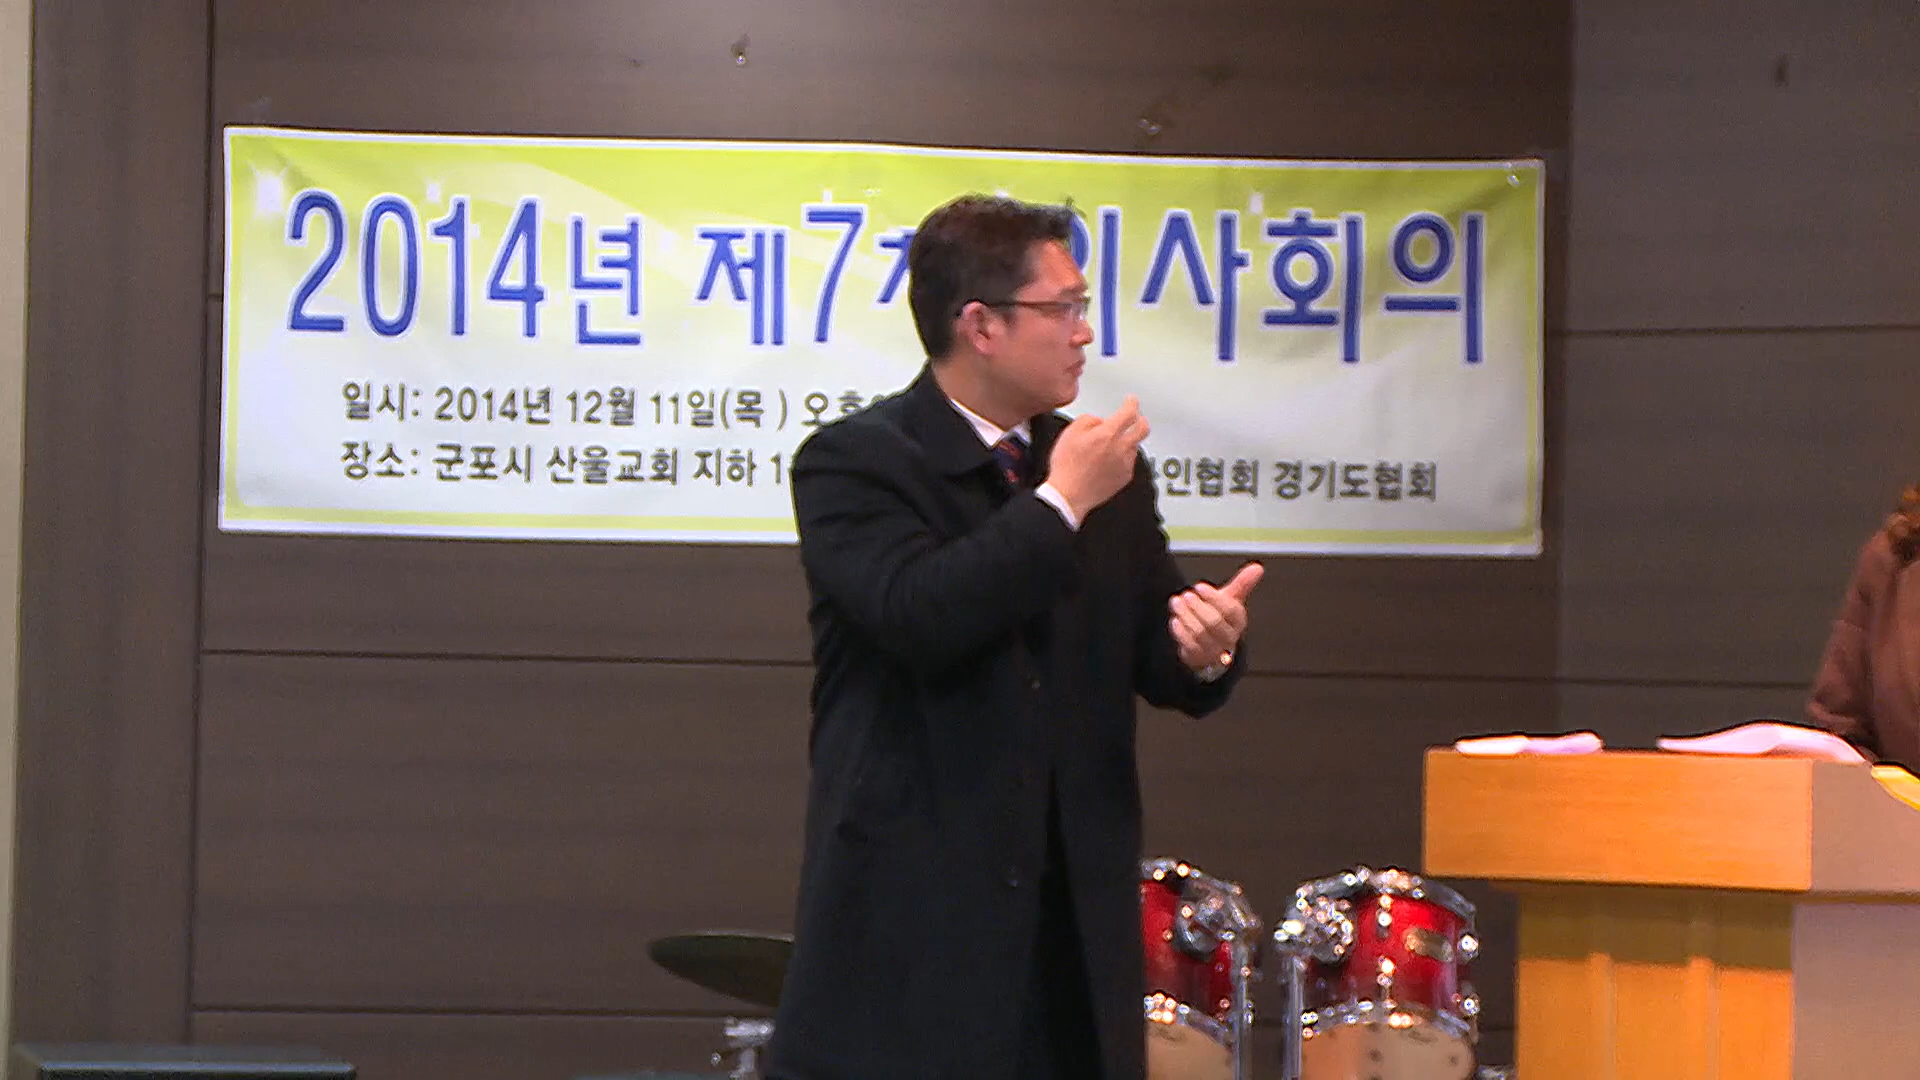 2014년 제7 이사회의
일시: 2014년 12월 11일(목 ) 오후
장소: 군포시 산울교회 지하 1 인협회 경기도협회